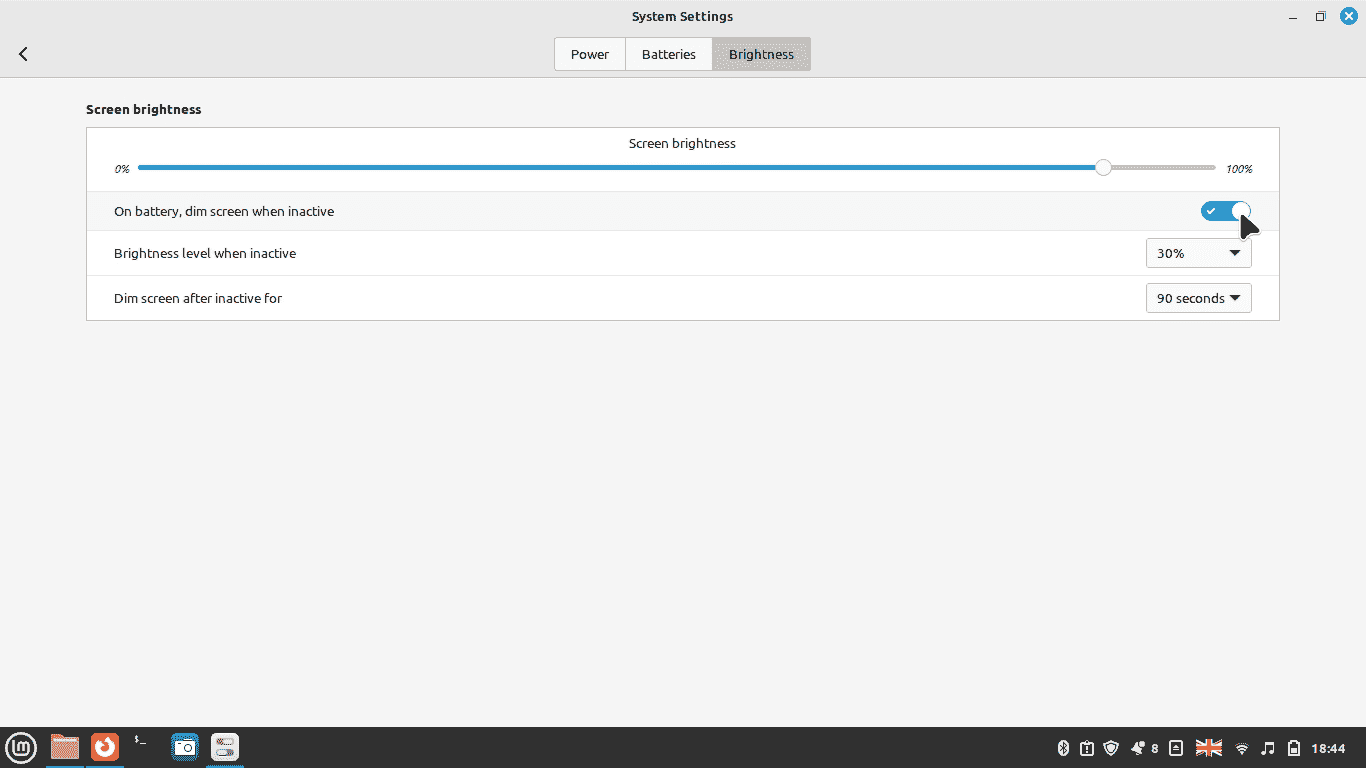 System Settings
Power Batteries Brightness
Screen brightness
Screen brightness
0% 100%
On battery, dim screen when inactive
Brightness level when inactive 30%
Dim screen after inactive for 90 seconds
$_
8 18:44